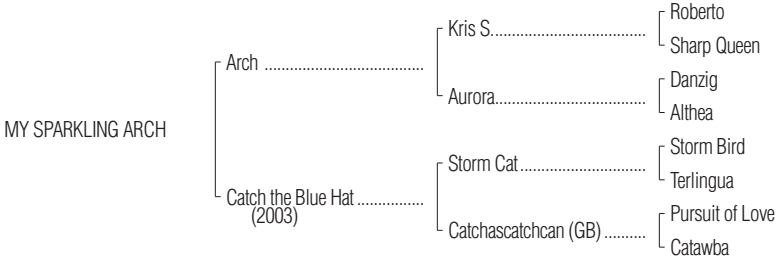 Roberto
Kris S.....................................
Sharp Queen
Arch ......................................
Danzig
Aurora.....................................
Althea
MY SPARKLING ARCH
Storm Bird
Storm Cat..............................
Terlingua
Catch the Blue Hat ................
(2003)
Pursuit of Love
Catchascatchcan (GB) ..........
Catawba